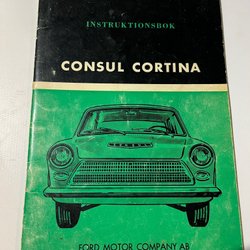 INSTRUKTIONSBOK
CONSUL CORTINA
FORD MOTOR COMPANY AB